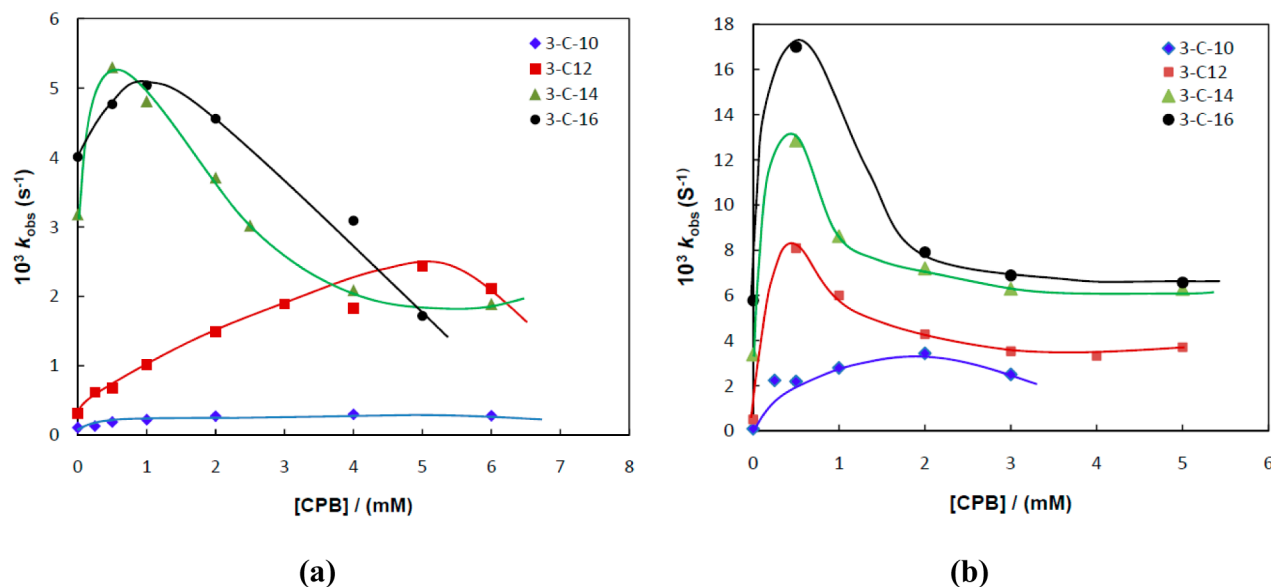 6
5
4
3
2
1
0
0 1 2 3 4 5 6 7 8
10³ kobs (s⁻¹)
[CPB] / (mM)
3-C-10
3-C12
3-C-14
3-C-16
(a)
18
16
14
12
10
8
6
4
2
0
0 1 2 3 4 5 6
10³ kobs (S⁻¹)
[CPB] / (mM)
3-C-10
3-C12
3-C-14
3-C-16
(b)